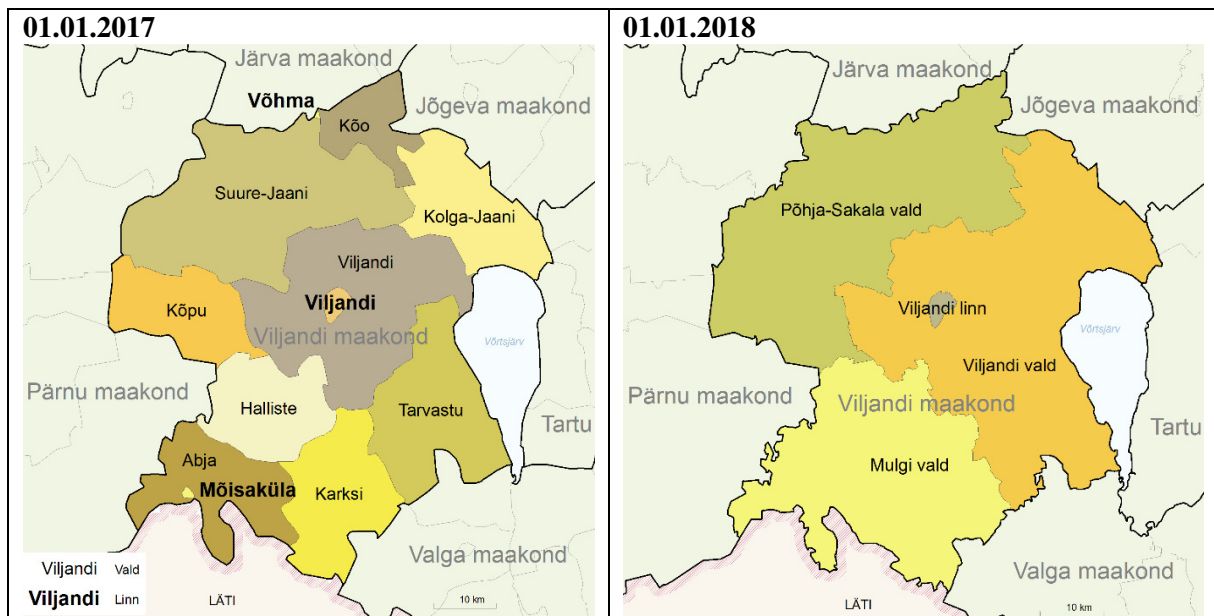 01.01.2017
Järva maakond
Võhma
Jõgeva maakond
Kõo
Suure-Jaani
Kolga-Jaani
Viljandi
Kõpu
Viljandi
Viljandi maakond
Võrtsjärv
Pärnu maakond
Halliste
Tarvastu
Tartu
Abja
Mõisaküla
Karksi
Valga maakond
Viljandi Vald
Viljandi Linn
LÄTI
10 km
01.01.2018
Järva maakond
Jõgeva maakond
Põhja-Sakala vald
Viljandi linn
Võrtsjärv
Viljandi vald
Pärnu maakond
Viljandi maakond
Tartu
Mulgi vald
Valga maakond
LÄTI
10 km